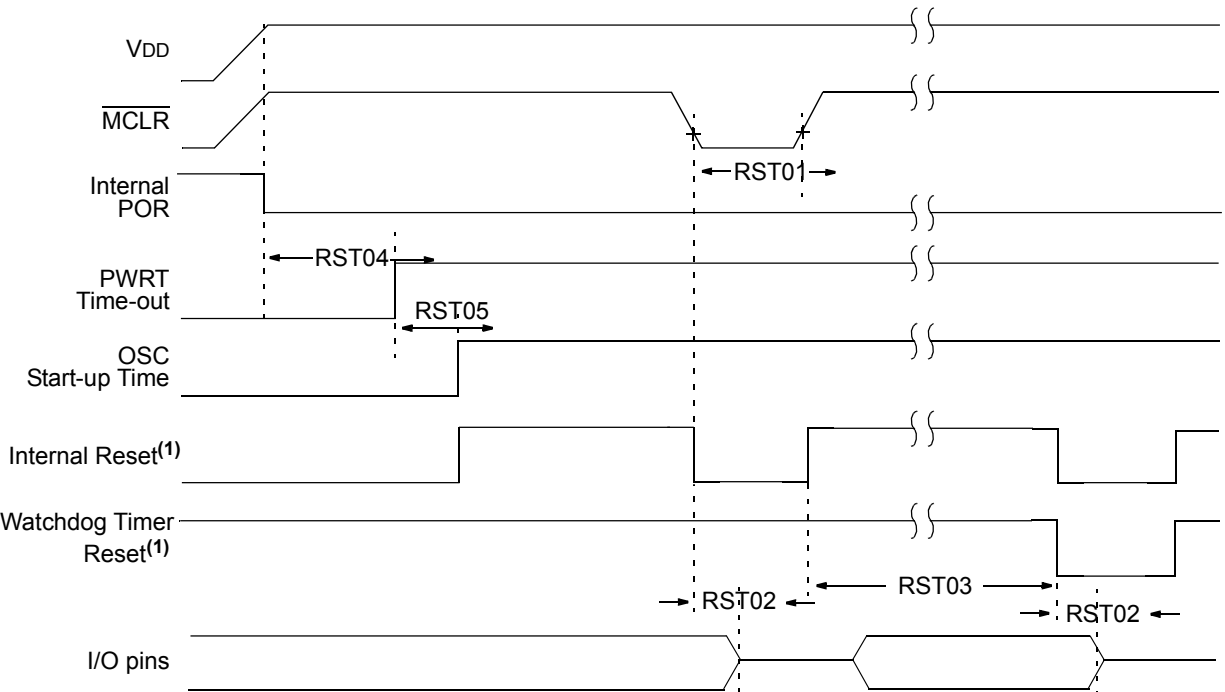 VDD
MCLR
RST01
Internal
POR
RST04
PWRT
Time-out
RST05
OSC
Start-up Time
Internal Reset(1)
Watchdog Timer
Reset(1)
RST02
RST03
RST02
I/O pins